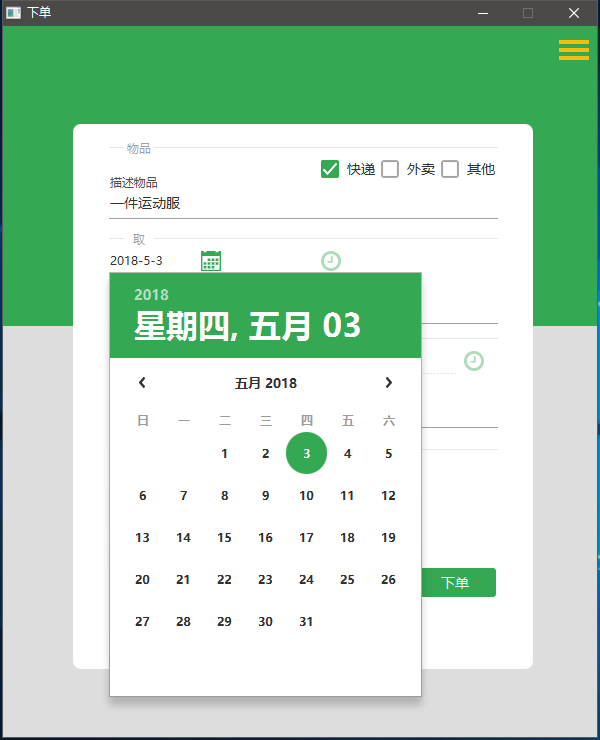 下单
物品
快递 外卖 其他
描述物品
一件运动服
取
2018-5-3
2018
星期四, 五月 03
五月 2018
日 一 二 三 四 五 六
1 2 3 4 5
6 7 8 9 10 11 12
13 14 15 16 17 18 19
20 21 22 23 24 25 26
27 28 29 30 31
下单